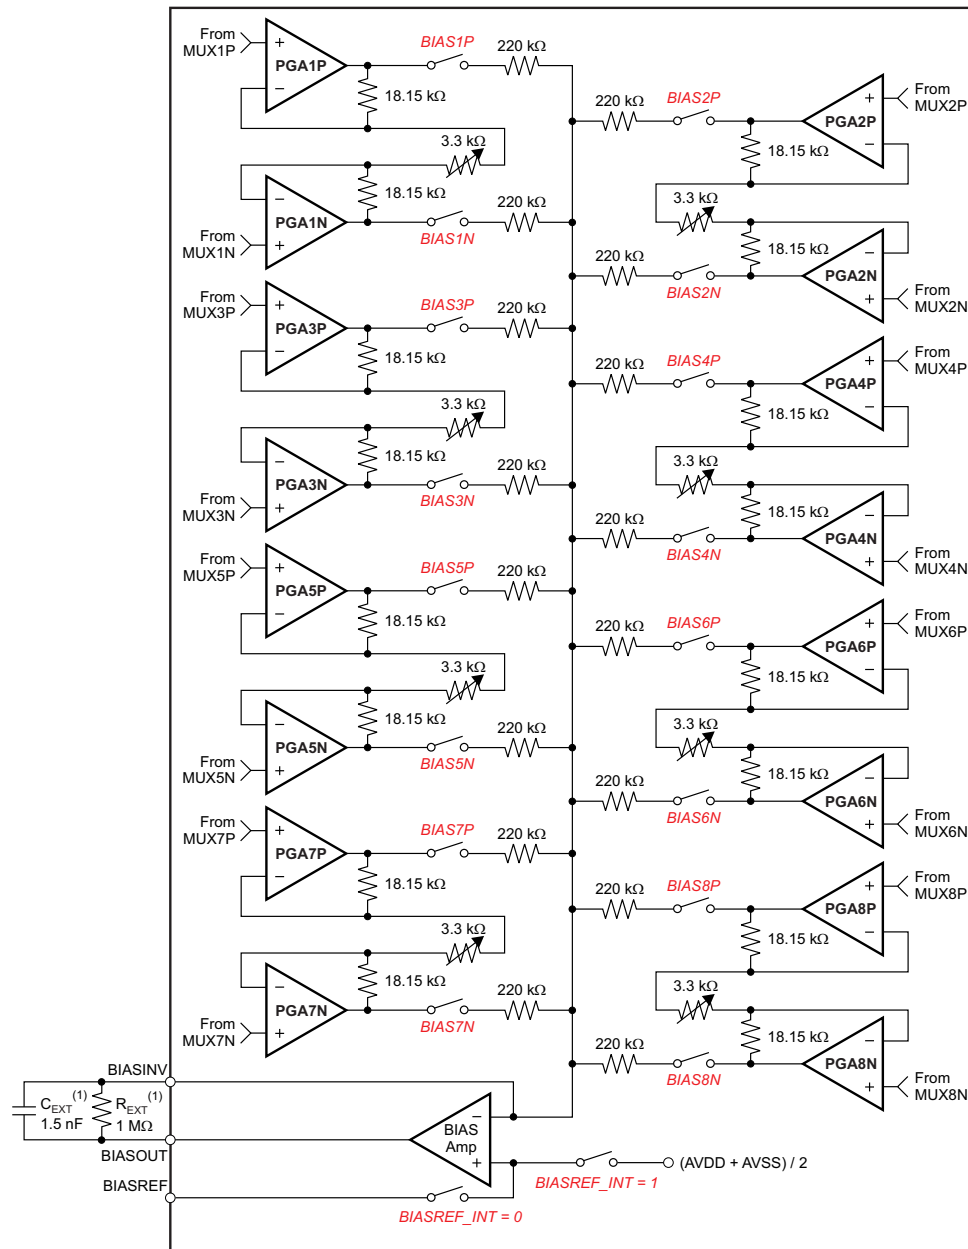 From
MUX1P
+
PGA1P
−
BIAS1P
220 kΩ
18.15 kΩ
3.3 kΩ
−
PGA1N
+
18.15 kΩ
From
MUX1N
BIAS1N
220 kΩ
From
MUX3P
+
PGA3P
−
BIAS3P
220 kΩ
18.15 kΩ
3.3 kΩ
−
PGA3N
+
18.15 kΩ
From
MUX3N
BIAS3N
220 kΩ
From
MUX5P
+
PGA5P
−
BIAS5P
220 kΩ
18.15 kΩ
3.3 kΩ
−
PGA5N
+
18.15 kΩ
From
MUX5N
BIAS5N
220 kΩ
From
MUX7P
+
PGA7P
−
BIAS7P
220 kΩ
18.15 kΩ
3.3 kΩ
−
PGA7N
+
18.15 kΩ
From
MUX7N
BIAS7N
220 kΩ
220 kΩ
BIAS2P
+
PGA2P
−
From
MUX2P
18.15 kΩ
3.3 kΩ
18.15 kΩ
220 kΩ
BIAS2N
−
PGA2N
+
From
MUX2N
220 kΩ
BIAS4P
+
PGA4P
−
From
MUX4P
18.15 kΩ
3.3 kΩ
18.15 kΩ
220 kΩ
BIAS4N
−
PGA4N
+
From
MUX4N
220 kΩ
BIAS6P
+
PGA6P
−
From
MUX6P
18.15 kΩ
3.3 kΩ
18.15 kΩ
220 kΩ
BIAS6N
−
PGA6N
+
From
MUX6N
220 kΩ
BIAS8P
+
PGA8P
−
From
MUX8P
18.15 kΩ
3.3 kΩ
18.15 kΩ
220 kΩ
BIAS8N
−
PGA8N
+
From
MUX8N
BIASINV
CEXT(1)
1.5 nF
REXT(1)
1 MΩ
BIASOUT
BIASREF
−
BIAS
Amp
+
(AVDD + AVSS) / 2
BIASREF_INT = 1
BIASREF_INT = 0